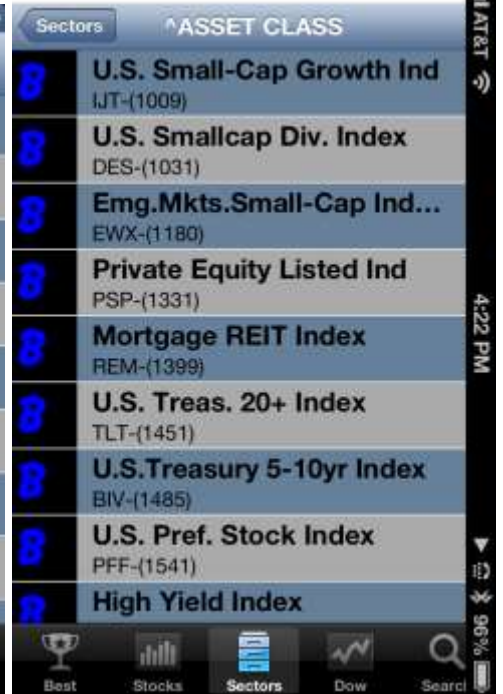 Sectors
^ASSET CLASS
B
U.S. Small-Cap Growth Ind
IJT-(1009)
B
U.S. Smallcap Div. Index
DES-(1031)
B
Emg.Mkts.Small-Cap Ind...
EWX-(1180)
B
Private Equity Listed Ind
PSP-(1331)
B
Mortgage REIT Index
REM-(1399)
B
U.S. Treas. 20+ Index
TLT-(1451)
B
U.S.Treasury 5-10yr Index
BIV-(1485)
B
U.S. Pref. Stock Index
PFF-(1541)
B
High Yield Index
Best
Stocks
Sectors
Dow
Searcl
AT&T
4:22 PM
96%